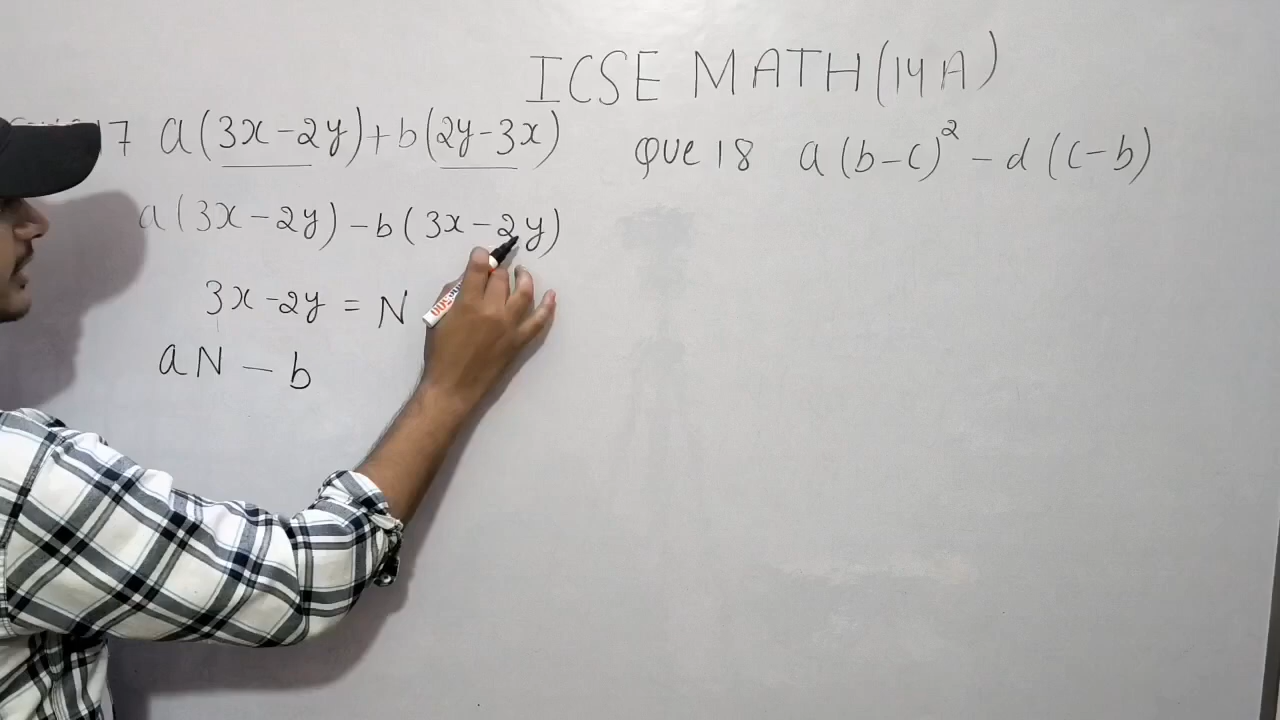 ICSE MATH (14A)
17 a(3x-2y)+b(2y-3x)
a(3x-2y)-b(3x-2y)
3x-2y = N
aN - b
QUE 18 a(b-c)² - d(c-b)